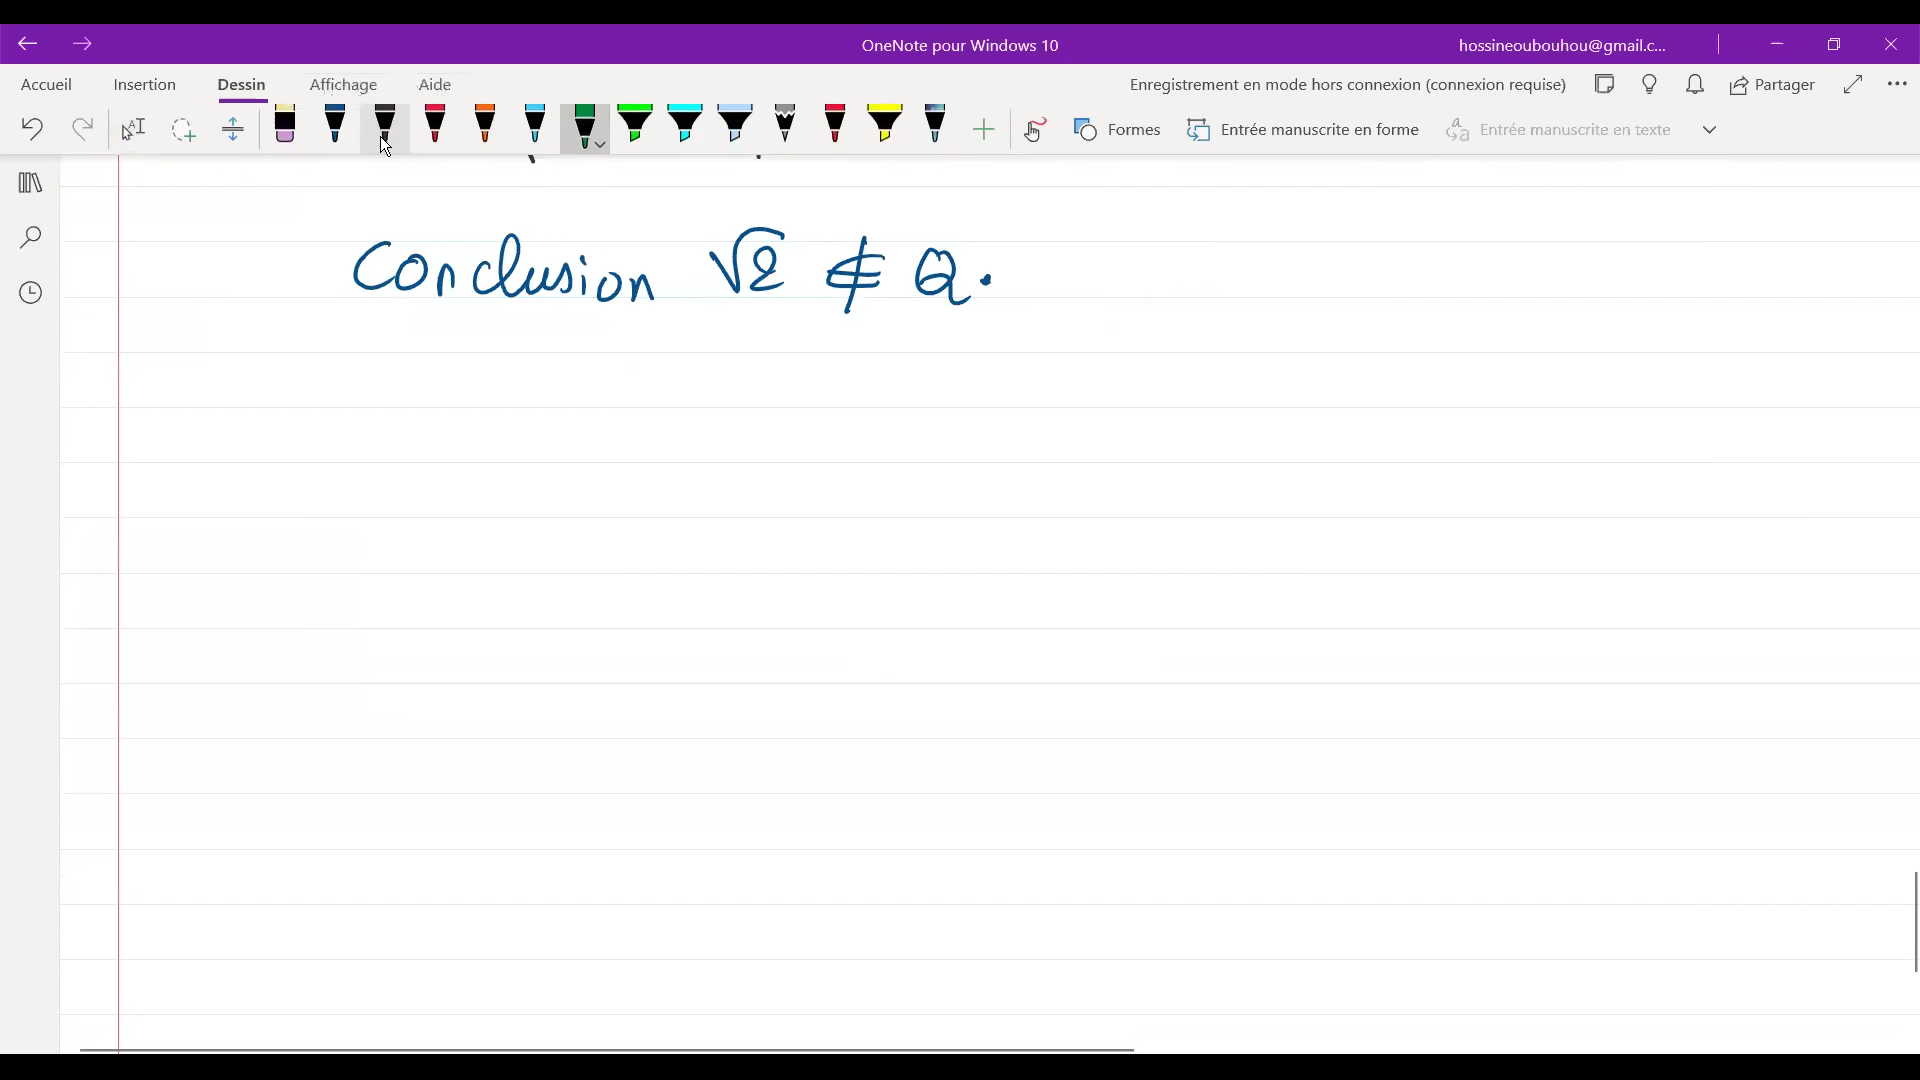 OneNote pour Windows 10
hossineoubouhou@gmail.c...
Accueil Insertion Dessin Affichage Aide
Enregistrement en mode hors connexion (connexion requise)
Partager
Formes
Entrée manuscrite en forme
Entrée manuscrite en texte
Conclusion √2 ∉ Q.